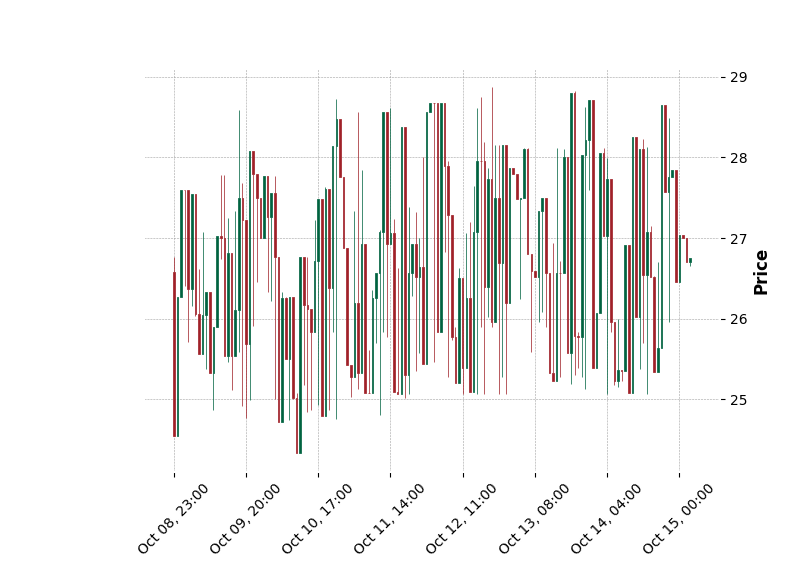 29
28
27
26
25
Price
Oct 08, 23:00
Oct 09, 20:00
Oct 10, 17:00
Oct 11, 14:00
Oct 12, 11:00
Oct 13, 08:00
Oct 14, 04:00
Oct 15, 00:00